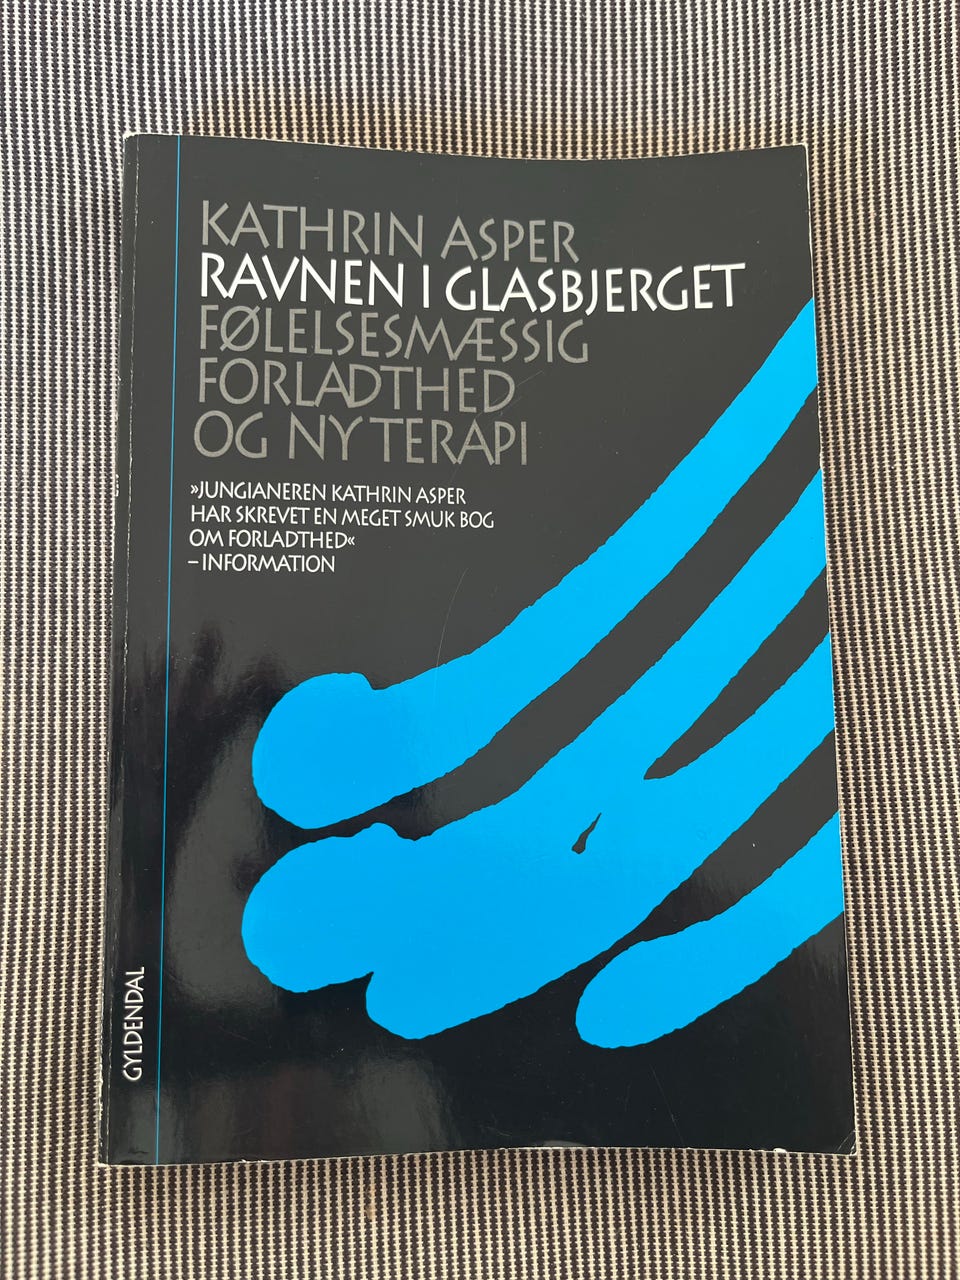 KATHRIN ASPER
RAVNEN I GLASBJERGET
FØLELSESMÆSSIG
FORLADTHED
OG NY TERAPI
»JUNGIANEREN KATHRIN ASPER
HAR SKREVET EN MEGET SMUK BOG
OM FORLADTHED«
– INFORMATION
GYLDENDAL